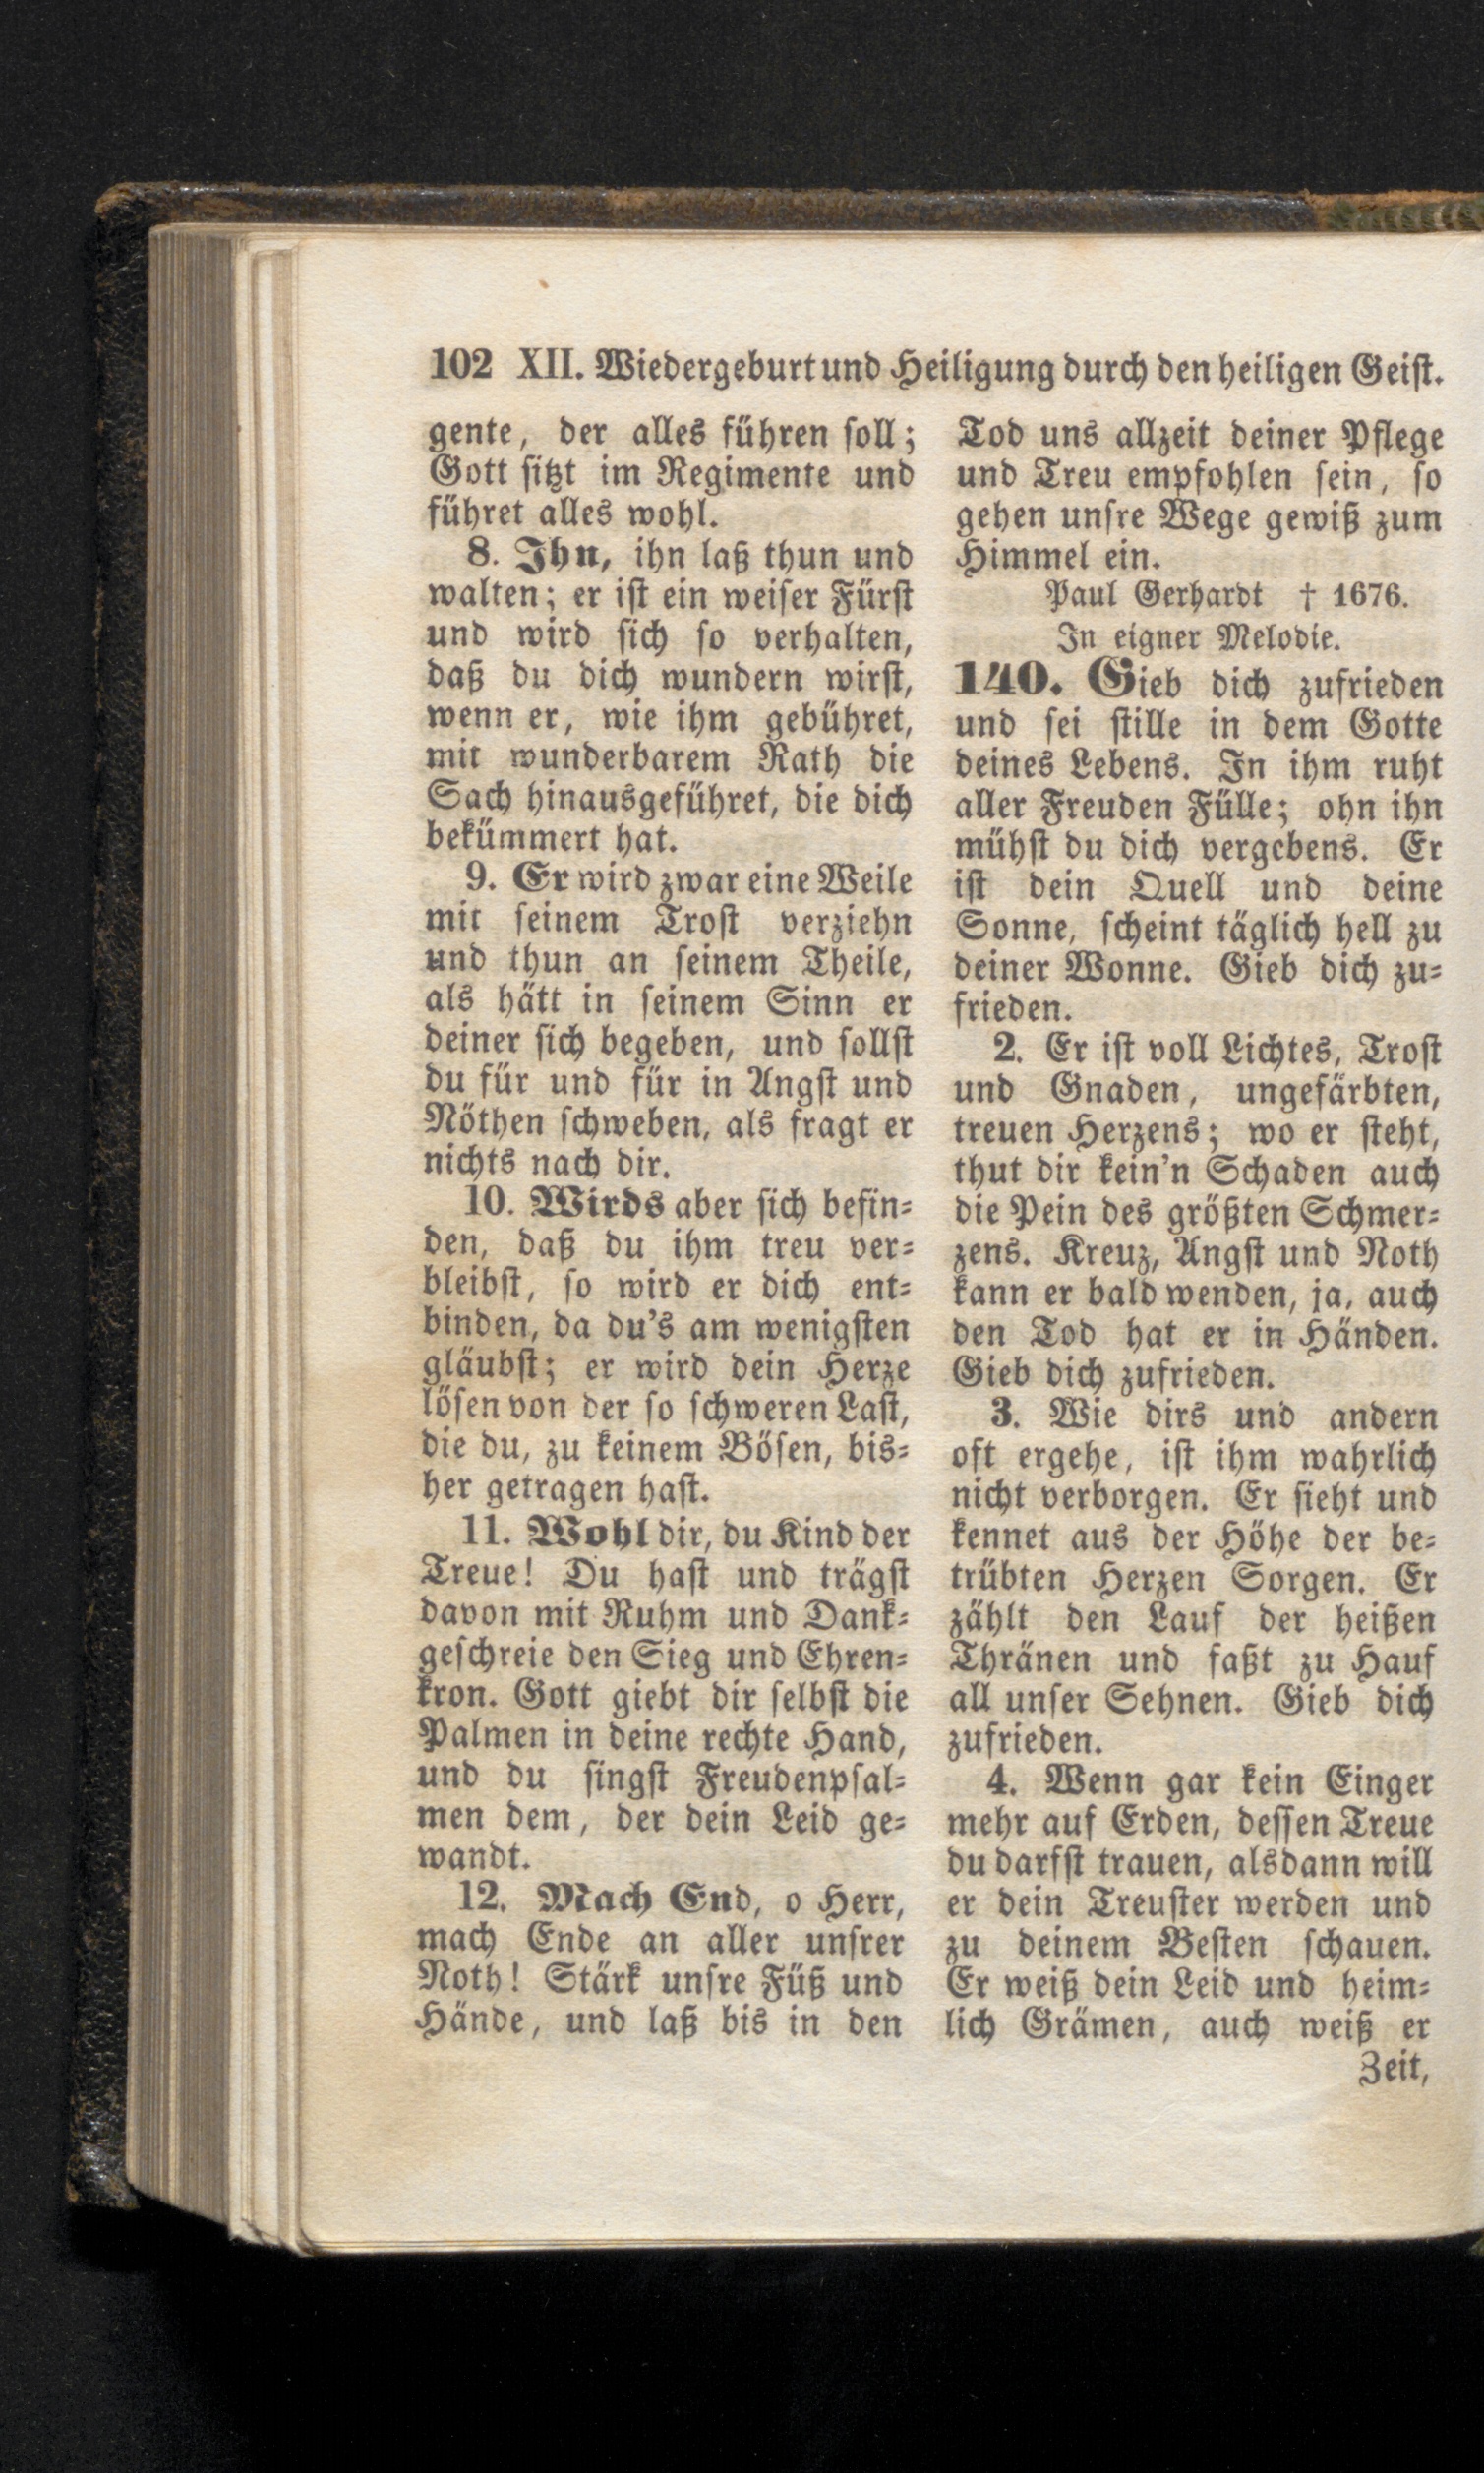 102 XII. Wiedergeburt und Heiligung durch den heiligen Geist.
gente, der alles führen soll;
Gott sitzt im Regimente und
führet alles wohl.
8. Ihn, ihn laß thun und
walten; er ist ein weiser Fürst
und wird sich so verhalten,
daß du dich wundern wirst,
wenn er, wie ihm gebühret,
mit wunderbarem Rath die
Sach hinausgeführet, die dich
bekümmert hat.
9. Er wird zwar eine Weile
mit seinem Trost verziehn
und thun an seinem Theile,
als hätt in seinem Sinn er
deiner sich begeben, und sollst
du für und für in Angst und
Nöthen schweben, als fragt er
nichts nach dir.
10. Wirds aber sich befin-
den, daß du ihm treu ver-
bleibst, so wird er dich ent-
binden, da du's am wenigsten
gläubst; er wird dein Herze
lösen von der so schweren Last,
die du, zu keinem Bösen, bis-
her getragen hast.
11. Wohl dir, du Kind der
Treue! Du hast und trägst
davon mit Ruhm und Dank-
geschreie den Sieg und Ehren-
kron. Gott giebt dir selbst die
Palmen in deine rechte Hand,
und du singst Freudenpsal-
men dem, der dein Leid ge-
wandt.
12. Mach End, o Herr,
mach Ende an aller unsrer
Noth! Stärk unsre Füß und
Hände, und laß bis in den
Tod uns allzeit deiner Pflege
und Treu empfohlen sein, so
gehen unsre Wege gewiß zum
Himmel ein.
Paul Gerhardt † 1676.
In eigner Melodie.
140. Gieb dich zufrieden
und sei stille in dem Gotte
deines Lebens. In ihm ruht
aller Freuden Fülle; ohn ihn
mühst du dich vergebens. Er
ist dein Quell und deine
Sonne, scheint täglich hell zu
deiner Wonne. Gieb dich zu-
frieden.
2. Er ist voll Lichtes, Trost
und Gnaden, ungefärbten,
treuen Herzens; wo er steht,
thut dir kein'n Schaden auch
die Pein des größten Schmer-
zens. Kreuz, Angst und Noth
kann er bald wenden, ja, auch
den Tod hat er in Händen.
Gieb dich zufrieden.
3. Wie dirs und andern
oft ergehe, ist ihm wahrlich
nicht verborgen. Er sieht und
kennet aus der Höhe der be-
trübten Herzen Sorgen. Er
zählt den Lauf der heißen
Thränen und faßt zu Hauf
all unser Sehnen. Gieb dich
zufrieden.
4. Wenn gar kein Einger
mehr auf Erden, dessen Treue
du darfst trauen, alsdann will
er dein Treuster werden und
zu deinem Besten schauen.
Er weiß dein Leid und heim-
lich Grämen, auch weiß er
Zeit,